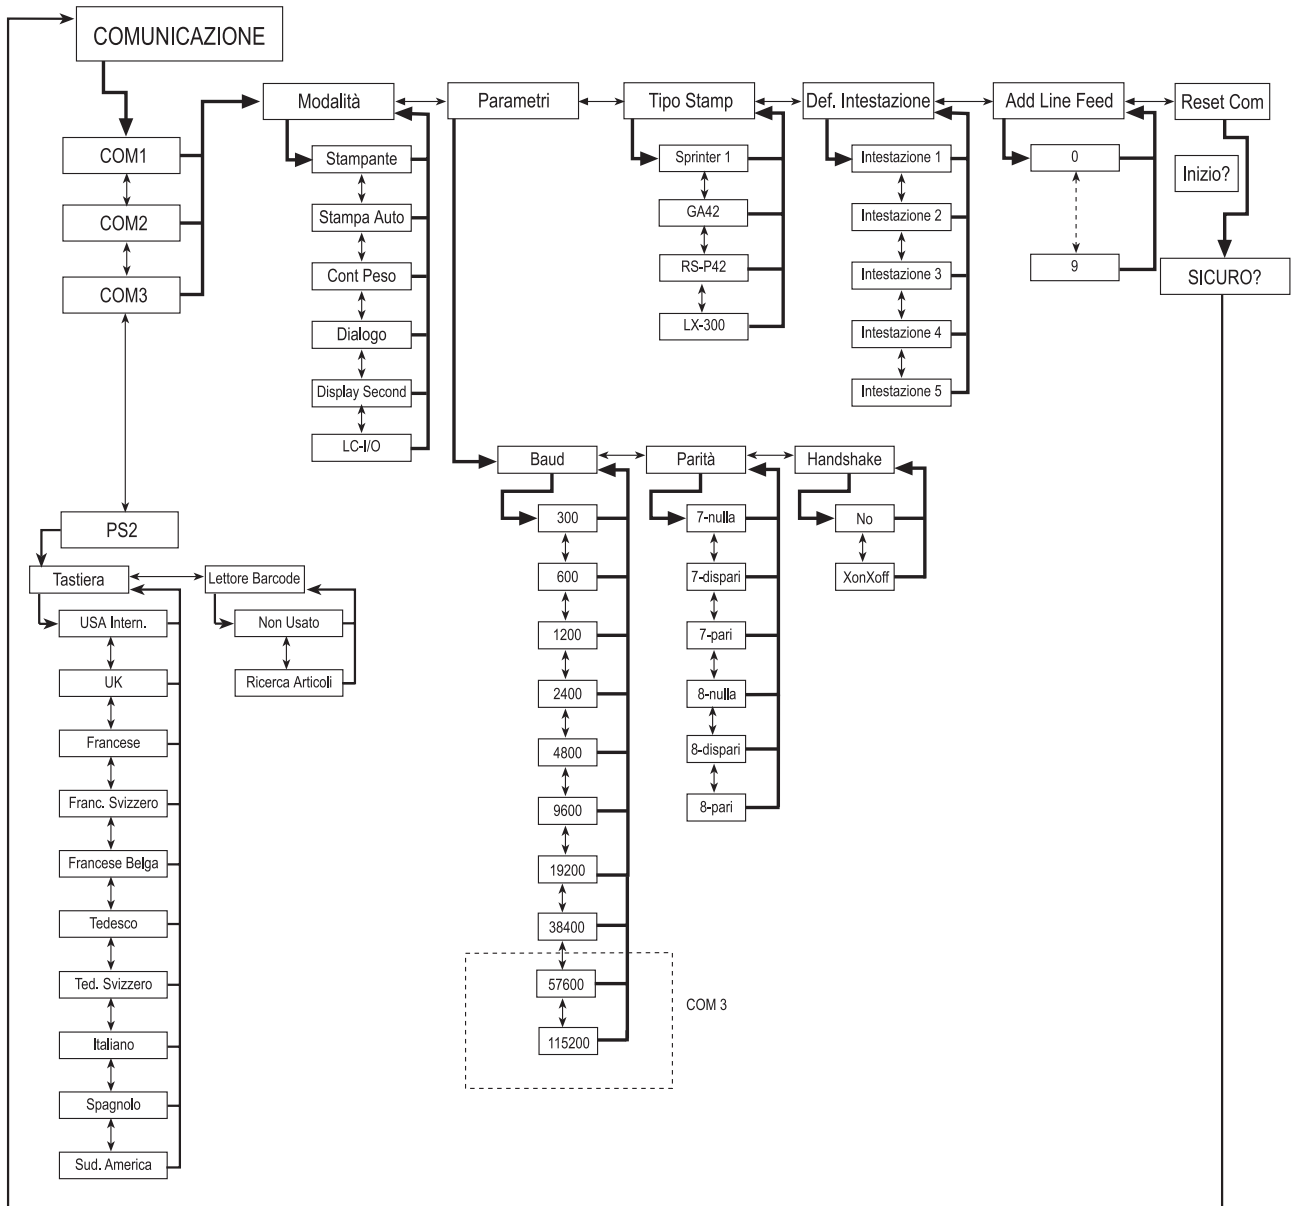 COMUNICAZIONE
COM1
COM2
COM3
PS2
Modalità
Parametri
Tipo Stamp
Def. Intestazione
Add Line Feed
Reset Com
Stampante
Stampa Auto
Cont Peso
Dialogo
Display Second
LC-I/O
Sprinter 1
GA42
RS-P42
LX-300
Intestazione 1
Intestazione 2
Intestazione 3
Intestazione 4
Intestazione 5
0
9
Inizio?
SICURO?
Baud
Parità
Handshake
300
600
1200
2400
4800
9600
19200
38400
57600
115200
COM 3
7-nulla
7-dispari
7-pari
8-nulla
8-dispari
8-pari
No
XonXoff
Tastiera
Lettore Barcode
USA Intern.
UK
Francese
Franc. Svizzero
Francese Belga
Tedesco
Ted. Svizzero
Italiano
Spagnolo
Sud. America
Non Usato
Ricerca Articoli